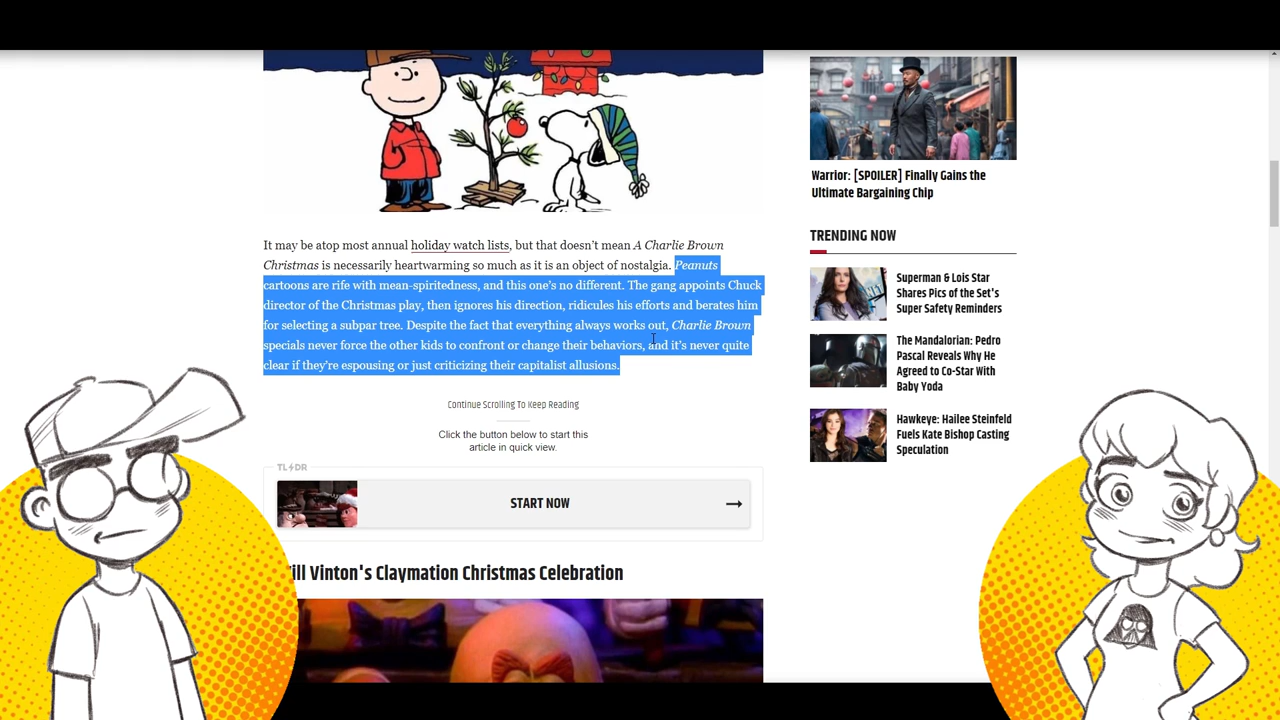 It may be atop most annual holiday watch lists, but that doesn't mean A Charlie Brown
Christmas is necessarily heartwarming so much as it is an object of nostalgia. Peanuts
cartoons are rife with mean-spiritedness, and this one's no different. The gang appoints Chuck
director of the Christmas play, then ignores his direction, ridicules his efforts and berates him
for selecting a subpar tree. Despite the fact that everything always works out, Charlie Brown
specials never force the other kids to confront or change their behaviors, and it's never quite
clear if they're espousing or just criticizing their capitalist allusions.
Continue Scrolling To Keep Reading
Click the button below to start this
article in quick view.
TL DR
START NOW
ill Vinton's Claymation Christmas Celebration
Warrior: [SPOILER] Finally Gains the
Ultimate Bargaining Chip
TRENDING NOW
Superman & Lois Star
Shares Pics of the Set's
Super Safety Reminders
The Mandalorian: Pedro
Pascal Reveals Why He
Agreed to Co-Star With
Baby Yoda
Hawkeye: Hailee Steinfeld
Fuels Kate Bishop Casting
Speculation